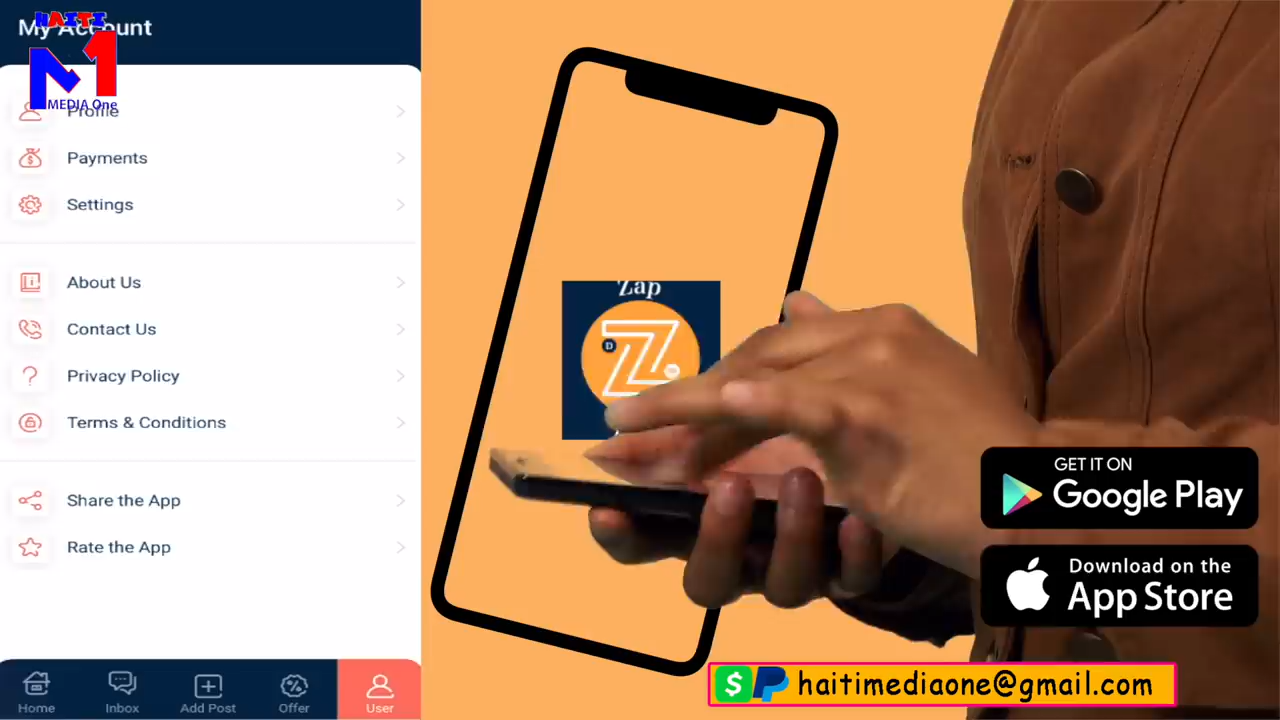 HAITI
My Account
MEDIA One
Profile
Payments
Settings
About Us
Contact Us
Privacy Policy
Terms & Conditions
Share the App
Rate the App
Home
Inbox
Add Post
Offer
User
Zap
D
GET IT ON
Google Play
Download on the
App Store
haitimediaone@gmail.com